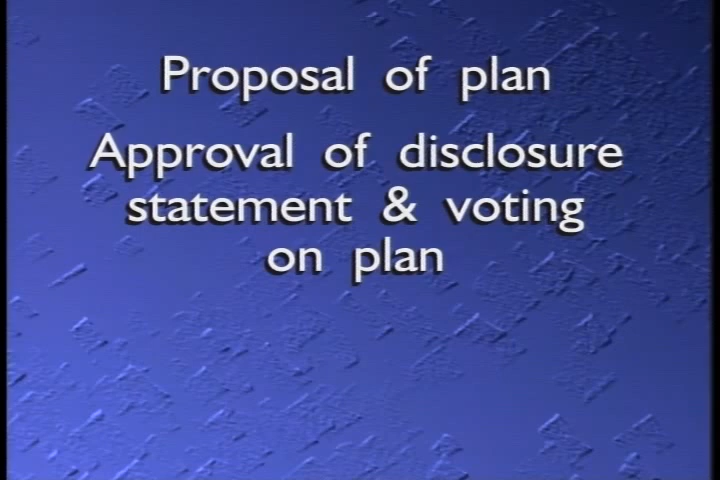 Proposal of plan
Approval of disclosure
statement & voting
on plan